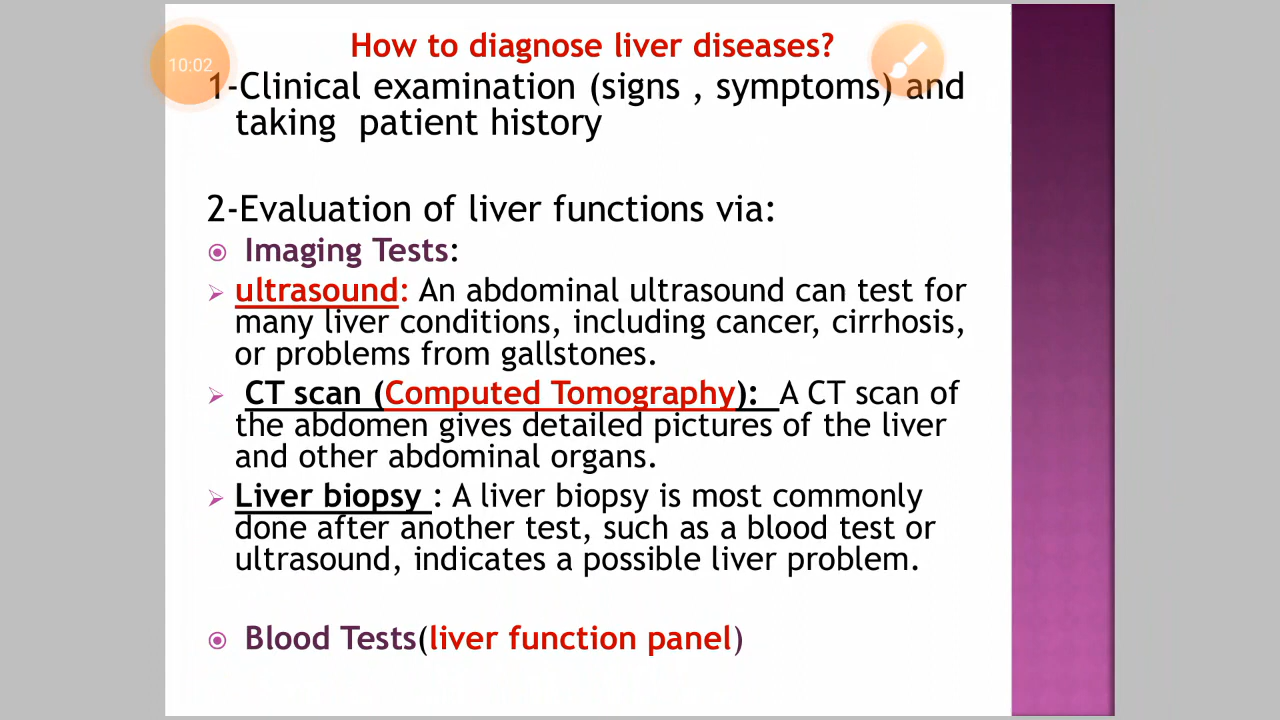 How to diagnose liver diseases?
10:02
1-Clinical examination (signs , symptoms) and
taking patient history
2-Evaluation of liver functions via:
Imaging Tests:
ultrasound: An abdominal ultrasound can test for
many liver conditions, including cancer, cirrhosis,
or problems from gallstones.
CT scan (Computed Tomography): A CT scan of
the abdomen gives detailed pictures of the liver
and other abdominal organs.
Liver biopsy : A liver biopsy is most commonly
done after another test, such as a blood test or
ultrasound, indicates a possible liver problem.
Blood Tests(liver function panel)